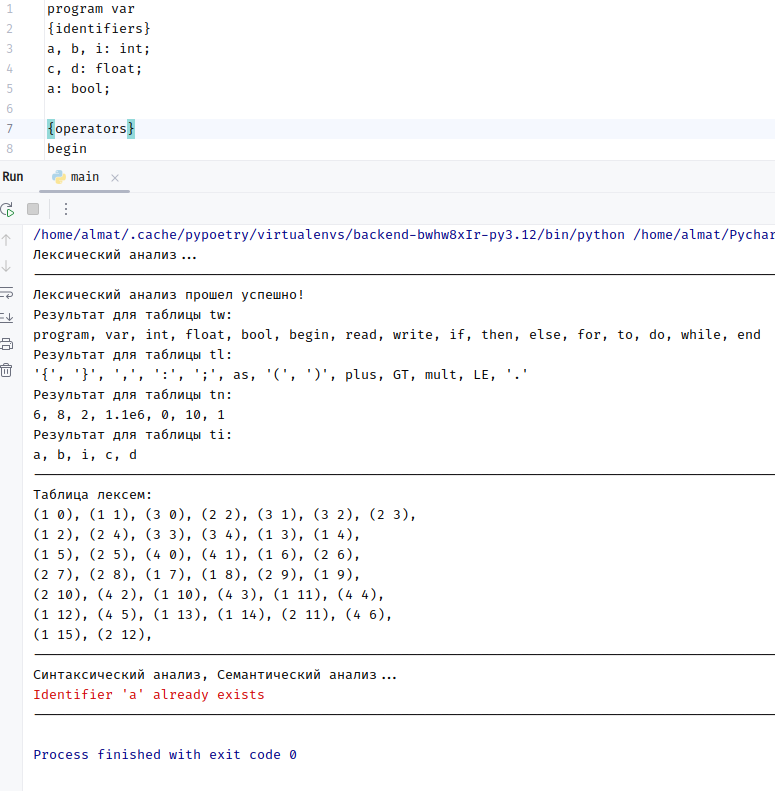 1 program var
2 {identifiers}
3 a, b, i: int;
4 c, d: float;
5 a: bool;
6
7 {operators}
8 begin
Run main ×
/home/almat/.cache/pypoetry/virtualenvs/backend-bwhw8xIr-py3.12/bin/python /home/almat/Pychar
Лексический анализ...
Лексический анализ прошел успешно!
Результат для таблицы tw:
program, var, int, float, bool, begin, read, write, if, then, else, for, to, do, while, end
Результат для таблицы tl:
'{', '}', ',', ':', ';', as, '(', ')', plus, GT, mult, LE, '.'
Результат для таблицы tn:
6, 8, 2, 1.1e6, 0, 10, 1
Результат для таблицы ti:
a, b, i, c, d
Таблица лексем:
(1 0), (1 1), (3 0), (2 2), (3 1), (3 2), (2 3),
(1 2), (2 4), (3 3), (3 4), (1 3), (1 4),
(1 5), (2 5), (4 0), (4 1), (1 6), (2 6),
(2 7), (2 8), (1 7), (1 8), (2 9), (1 9),
(2 10), (4 2), (1 10), (4 3), (1 11), (4 4),
(1 12), (4 5), (1 13), (1 14), (2 11), (4 6),
(1 15), (2 12),
Синтаксический анализ, Семантический анализ...
Identifier 'a' already exists
Process finished with exit code 0